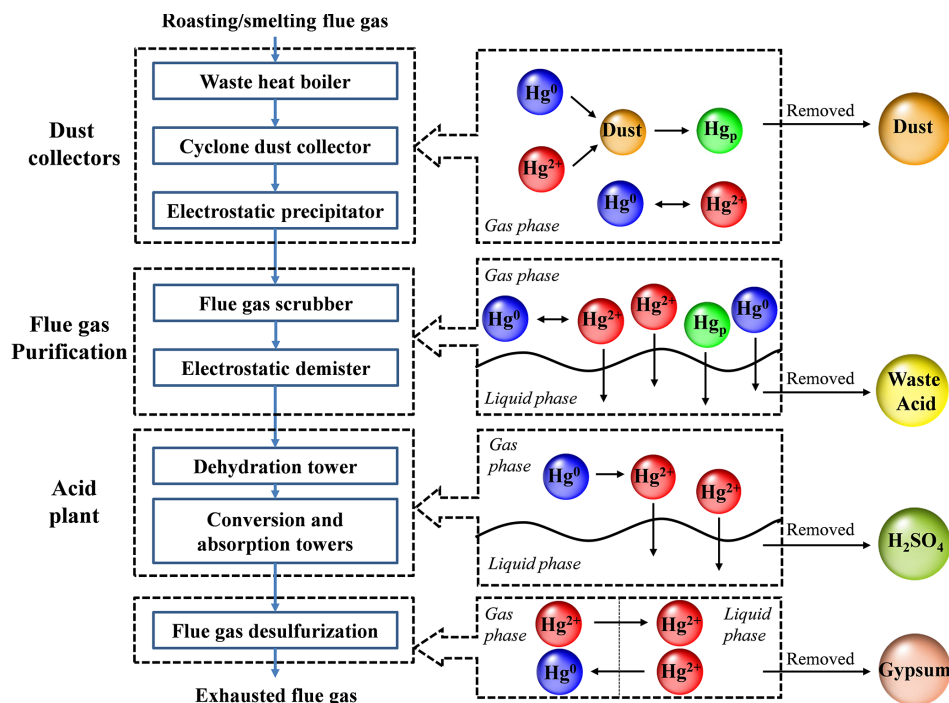 Roasting/smelting flue gas
Dust
collectors
Waste heat boiler
Cyclone dust collector
Electrostatic precipitator
Hg⁰
Hg²⁺
Dust
Hgₚ
Hg⁰
Hg²⁺
Gas phase
Removed
Dust
Flue gas
Purification
Flue gas scrubber
Electrostatic demister
Gas phase
Hg⁰
Hg²⁺
Hg²⁺
Hgₚ
Hg⁰
Liquid phase
Removed
Waste
Acid
Acid
plant
Dehydration tower
Conversion and
absorption towers
Gas
phase
Hg⁰
Hg²⁺
Hg²⁺
Liquid phase
Removed
H₂SO₄
Flue gas desulfurization
Gas
phase
Hg²⁺
Hg²⁺
Liquid
phase
Hg⁰
Hg²⁺
Removed
Gypsum
Exhausted flue gas